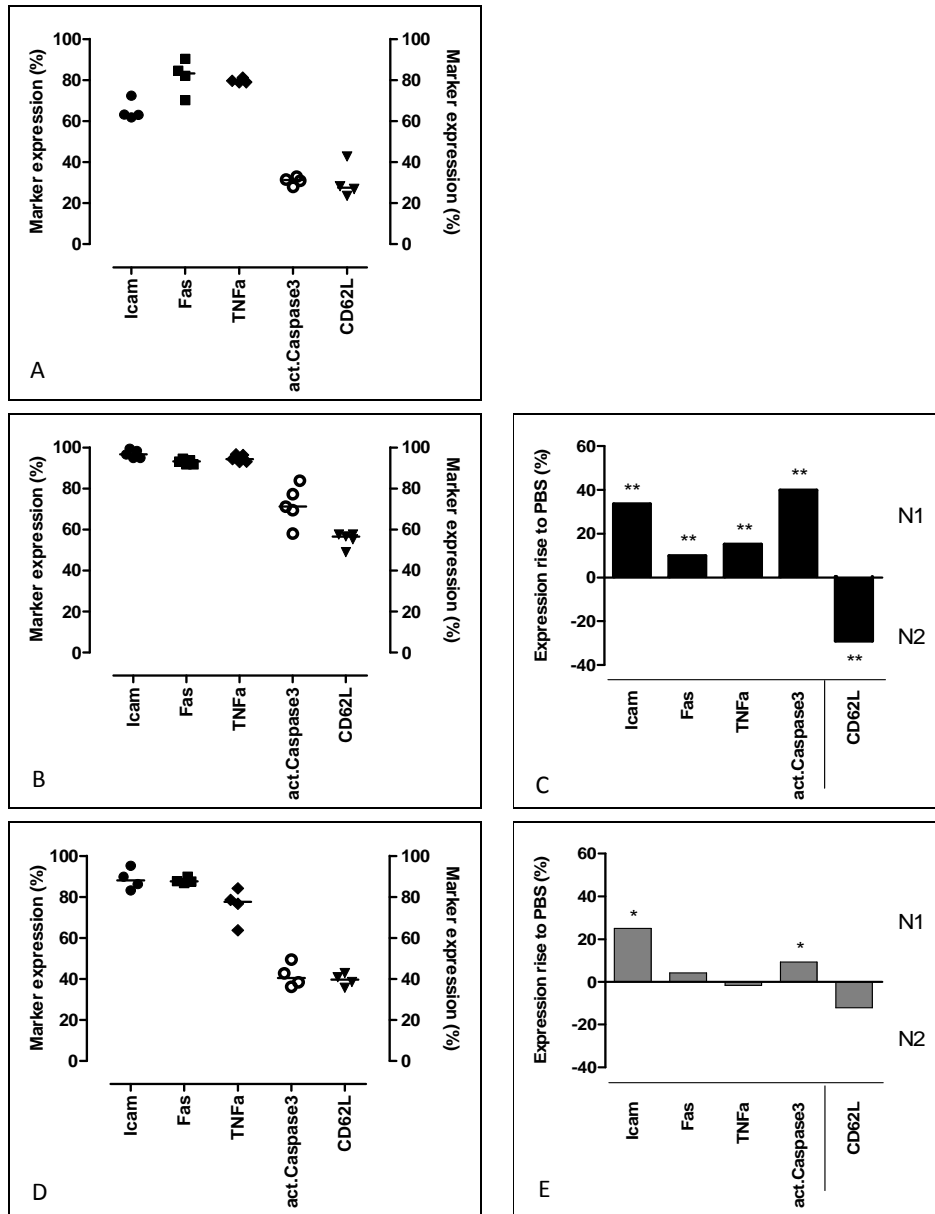 Marker expression (%)
100
80
60
40
20
0
100
80
60
40
20
0
Marker expression (%)
Icam
Fas
TNFa
act.Caspase3
CD62L
A
Marker expression (%)
100
80
60
40
20
0
100
80
60
40
20
0
Marker expression (%)
Icam
Fas
TNFa
act.Caspase3
CD62L
B
Expression rise to PBS (%)
60
40
20
0
-20
-40
**
**
**
**
**
N1
N2
Icam
Fas
TNFa
act.Caspase3
CD62L
C
Marker expression (%)
100
80
60
40
20
0
100
80
60
40
20
0
Marker expression (%)
Icam
Fas
TNFa
act.Caspase3
CD62L
D
Expression rise to PBS (%)
60
40
20
0
-20
-40
*
*
N1
N2
Icam
Fas
TNFa
act.Caspase3
CD62L
E